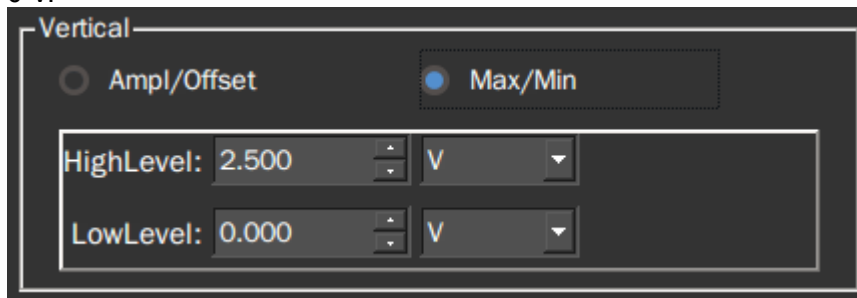 Vertical
Ampl/Offset Max/Min
HighLevel: 2.500 V
LowLevel: 0.000 V